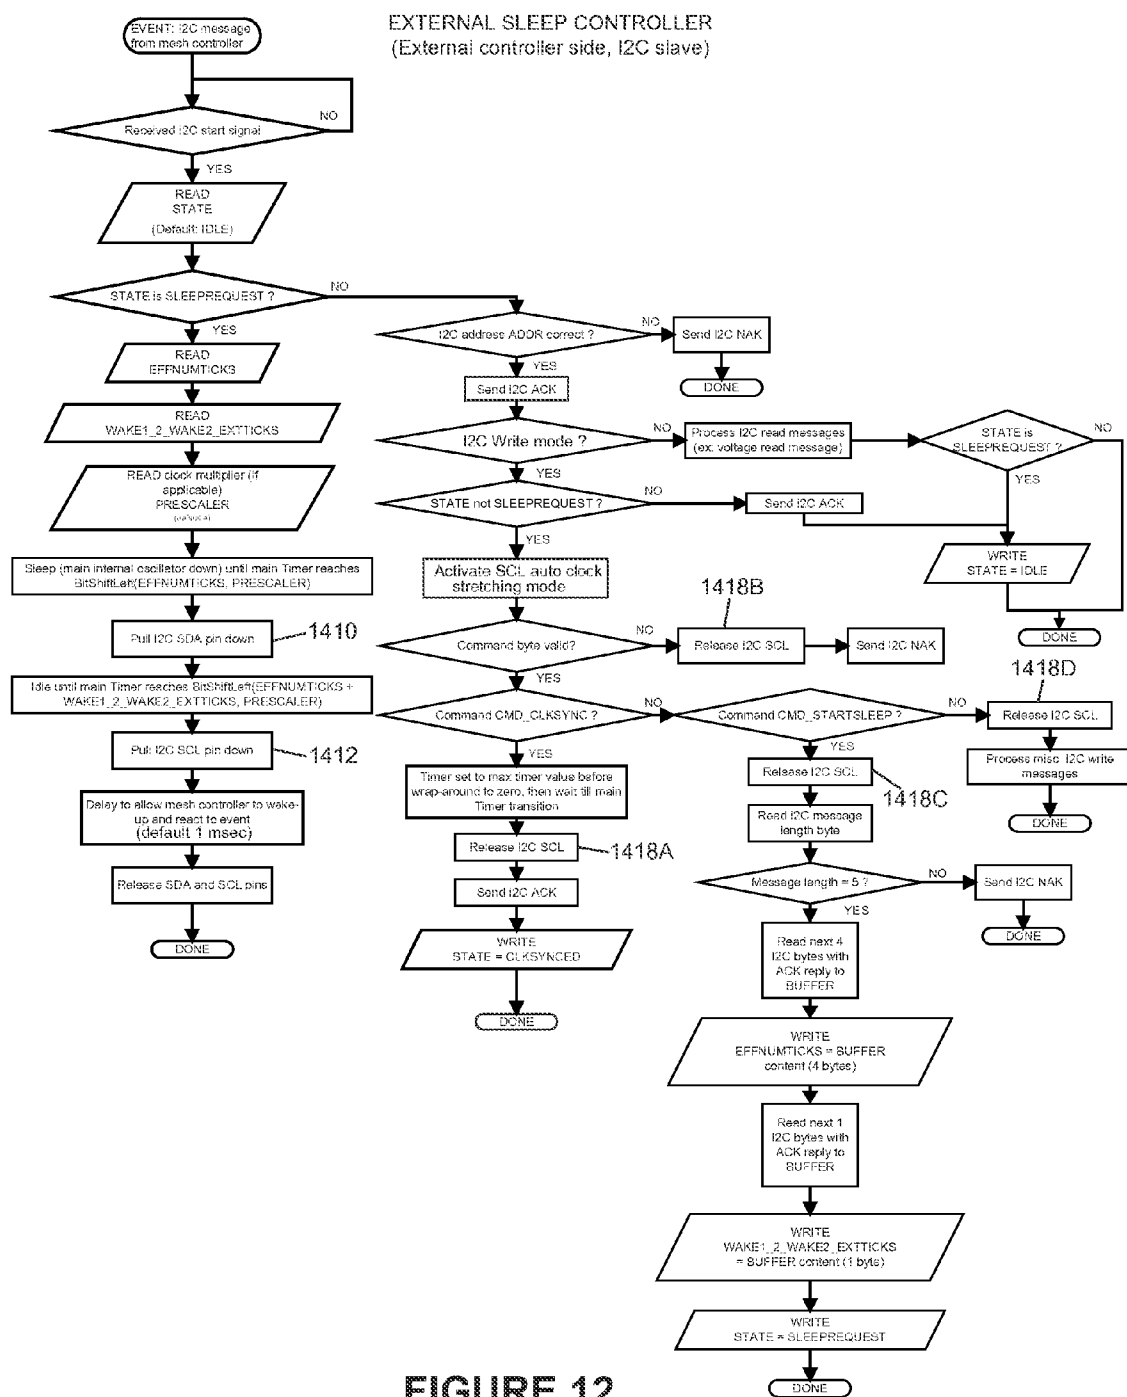 EXTERNAL SLEEP CONTROLLER
(External controller side, I2C slave)
EVENT: I2C message
from mesh controller
NO
Received I2C start signal
YES
READ
STATE
(Default: IDLE)
STATE is SLEEPREQUEST ?
NO
YES
READ
EFFNUMTICKS
READ
WAKE1_2_WAKE2_EXTTICKS
READ clock multiplier (if
applicable)
PRESCALER
Sleep (main internal oscillator down) until main Timer reaches
BitShiftLeft(EFFNUMTICKS, PRESCALER)
Pull I2C SDA pin down
1410
Idle until main Timer reaches BitShiftLeft(EFFNUMTICKS +
WAKE1_2_WAKE2_EXTTICKS, PRESCALER)
Pull I2C SCL pin down
1412
Delay to allow mesh controller to wake-
up and react to event
(default 1 msec)
Release SDA and SCL pins
DONE
I2C address ADDR correct ?
NO
Send I2C NAK
DONE
YES
Send I2C ACK
I2C Write mode ?
NO
Process I2C read messages
(ex. voltage read message)
STATE is
SLEEPREQUEST ?
NO
YES
YES
STATE not SLEEPREQUEST ?
NO
Send I2C ACK
WRITE
STATE = IDLE
DONE
YES
Activate SCL auto clock
stretching mode
Command byte valid?
NO
Release I2C SCL
1418B
Send I2C NAK
YES
Command CMD_CLKSYNC ?
NO
Command CMD_STARTSLEEP ?
NO
Release I2C SCL
1418D
Process misc. I2C write
messages
DONE
YES
Timer set to max timer value before
wrap-around to zero, then wait till main
Timer transition
Release I2C SCL
1418A
Send I2C ACK
WRITE
STATE = CLKSYNCED
DONE
YES
Release I2C SCL
1418C
Read I2C message
length byte
Message length = 5 ?
NO
Send I2C NAK
DONE
YES
Read next 4
I2C bytes with
ACK reply to
BUFFER
WRITE
EFFNUMTICKS = BUFFER
content (4 bytes)
Read next 1
I2C bytes with
ACK reply to
BUFFER
WRITE
WAKE1_2_WAKE2_EXTTICKS
= BUFFER content (1 byte)
WRITE
STATE = SLEEPREQUEST
DONE
FIGURE 12